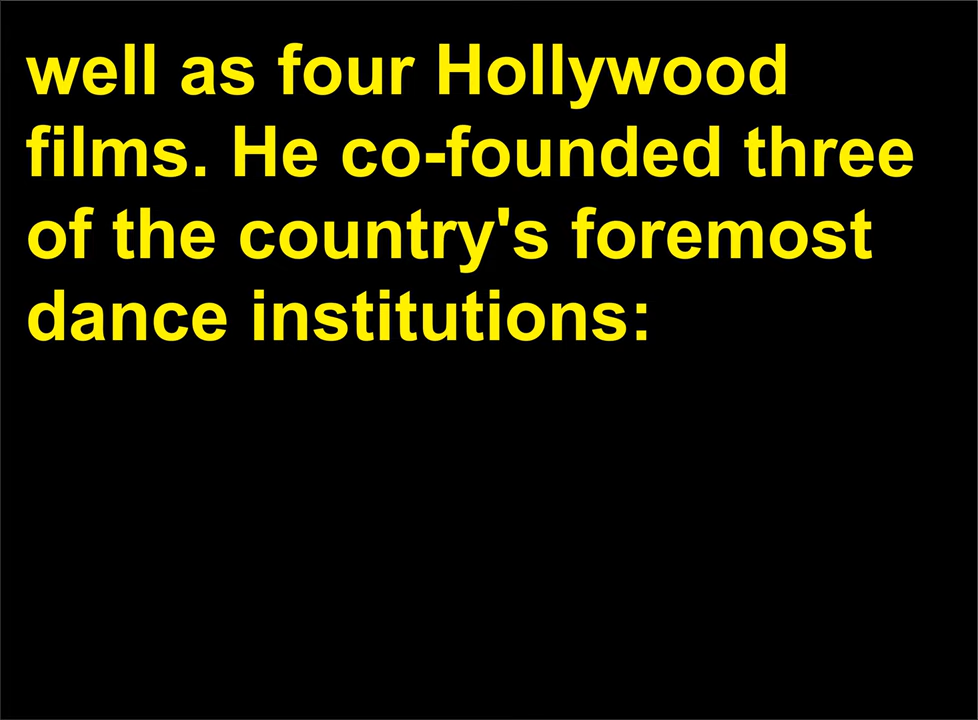 well as four Hollywood
films. He co-founded three
of the country's foremost
dance institutions: